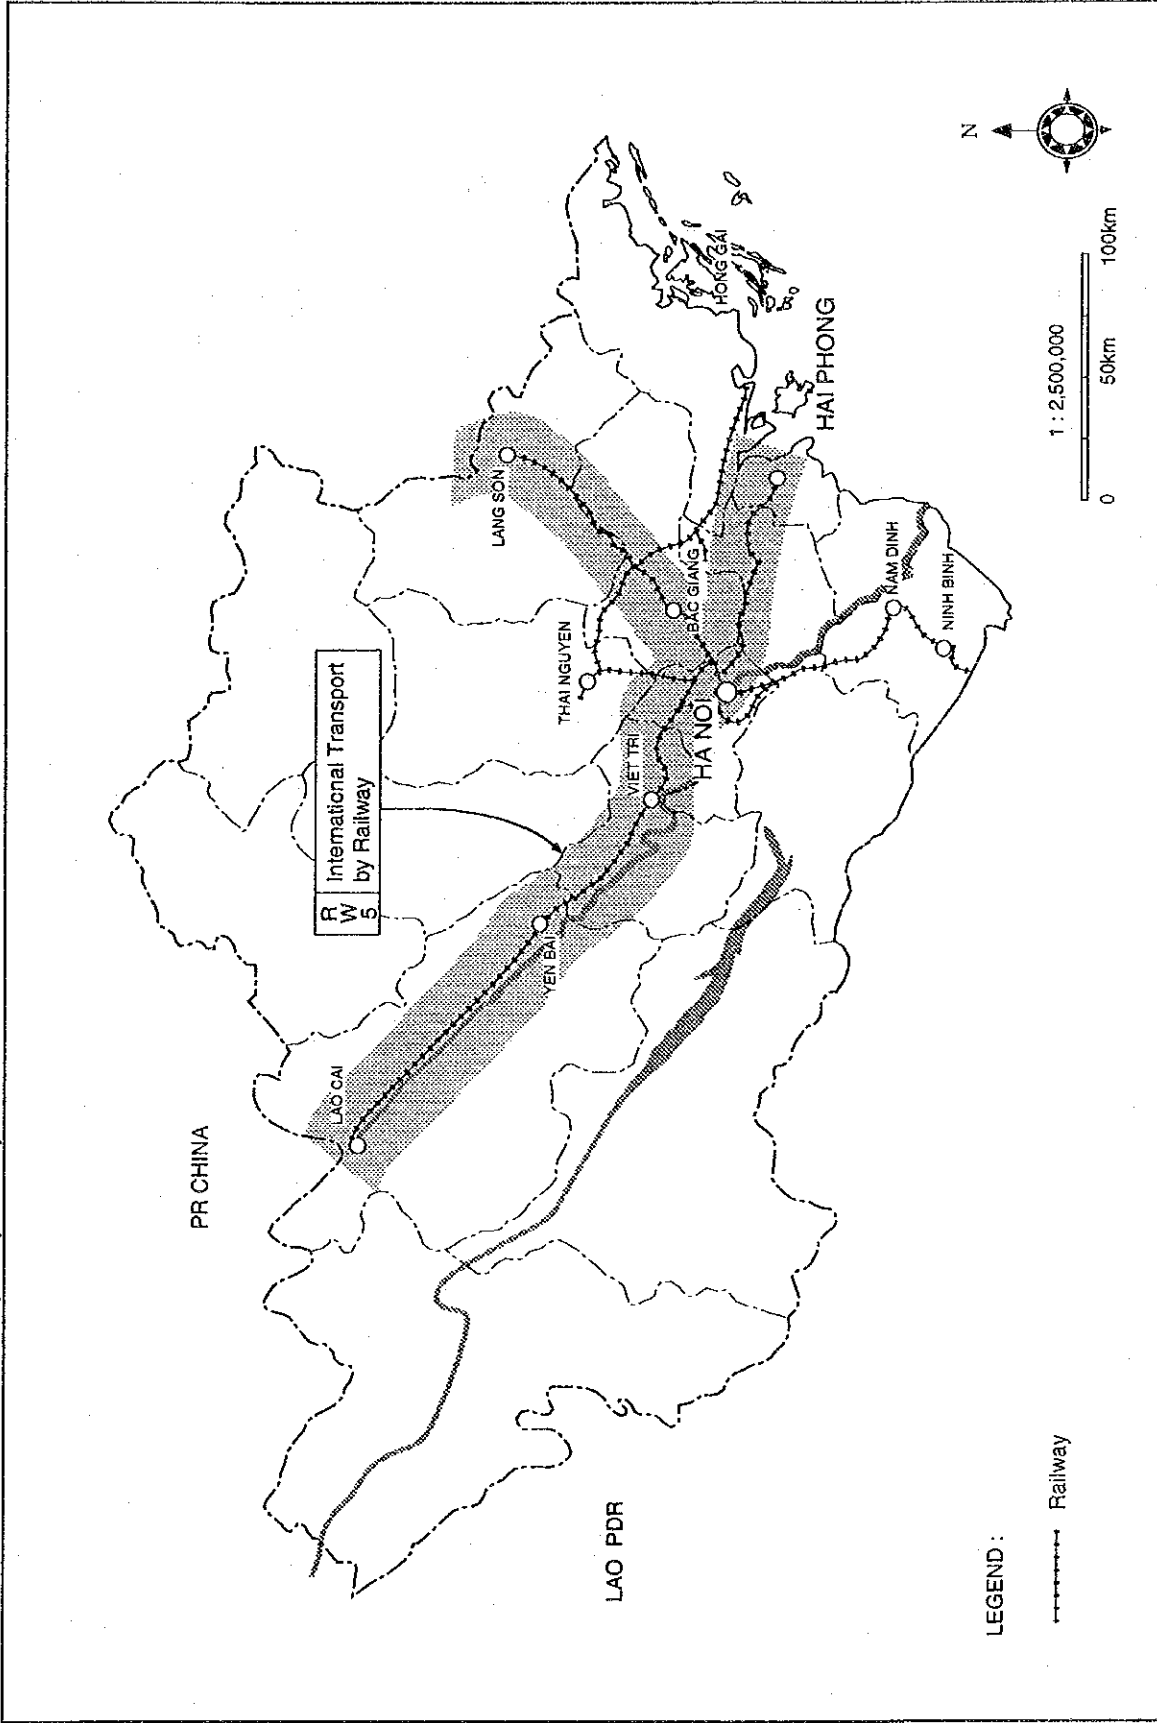 PR CHINA
LAO PDR
R
W
5
International Transport
by Railway
LAO CAI
YEN BAI
VIET TRI
THAI NGUYEN
LANG SON
BAC GIANG
HA NOI
HONG GAI
HAI PHONG
NAM DINH
NINH BINH
N
1 : 2,500,000
0
50km
100km
LEGEND :
Railway